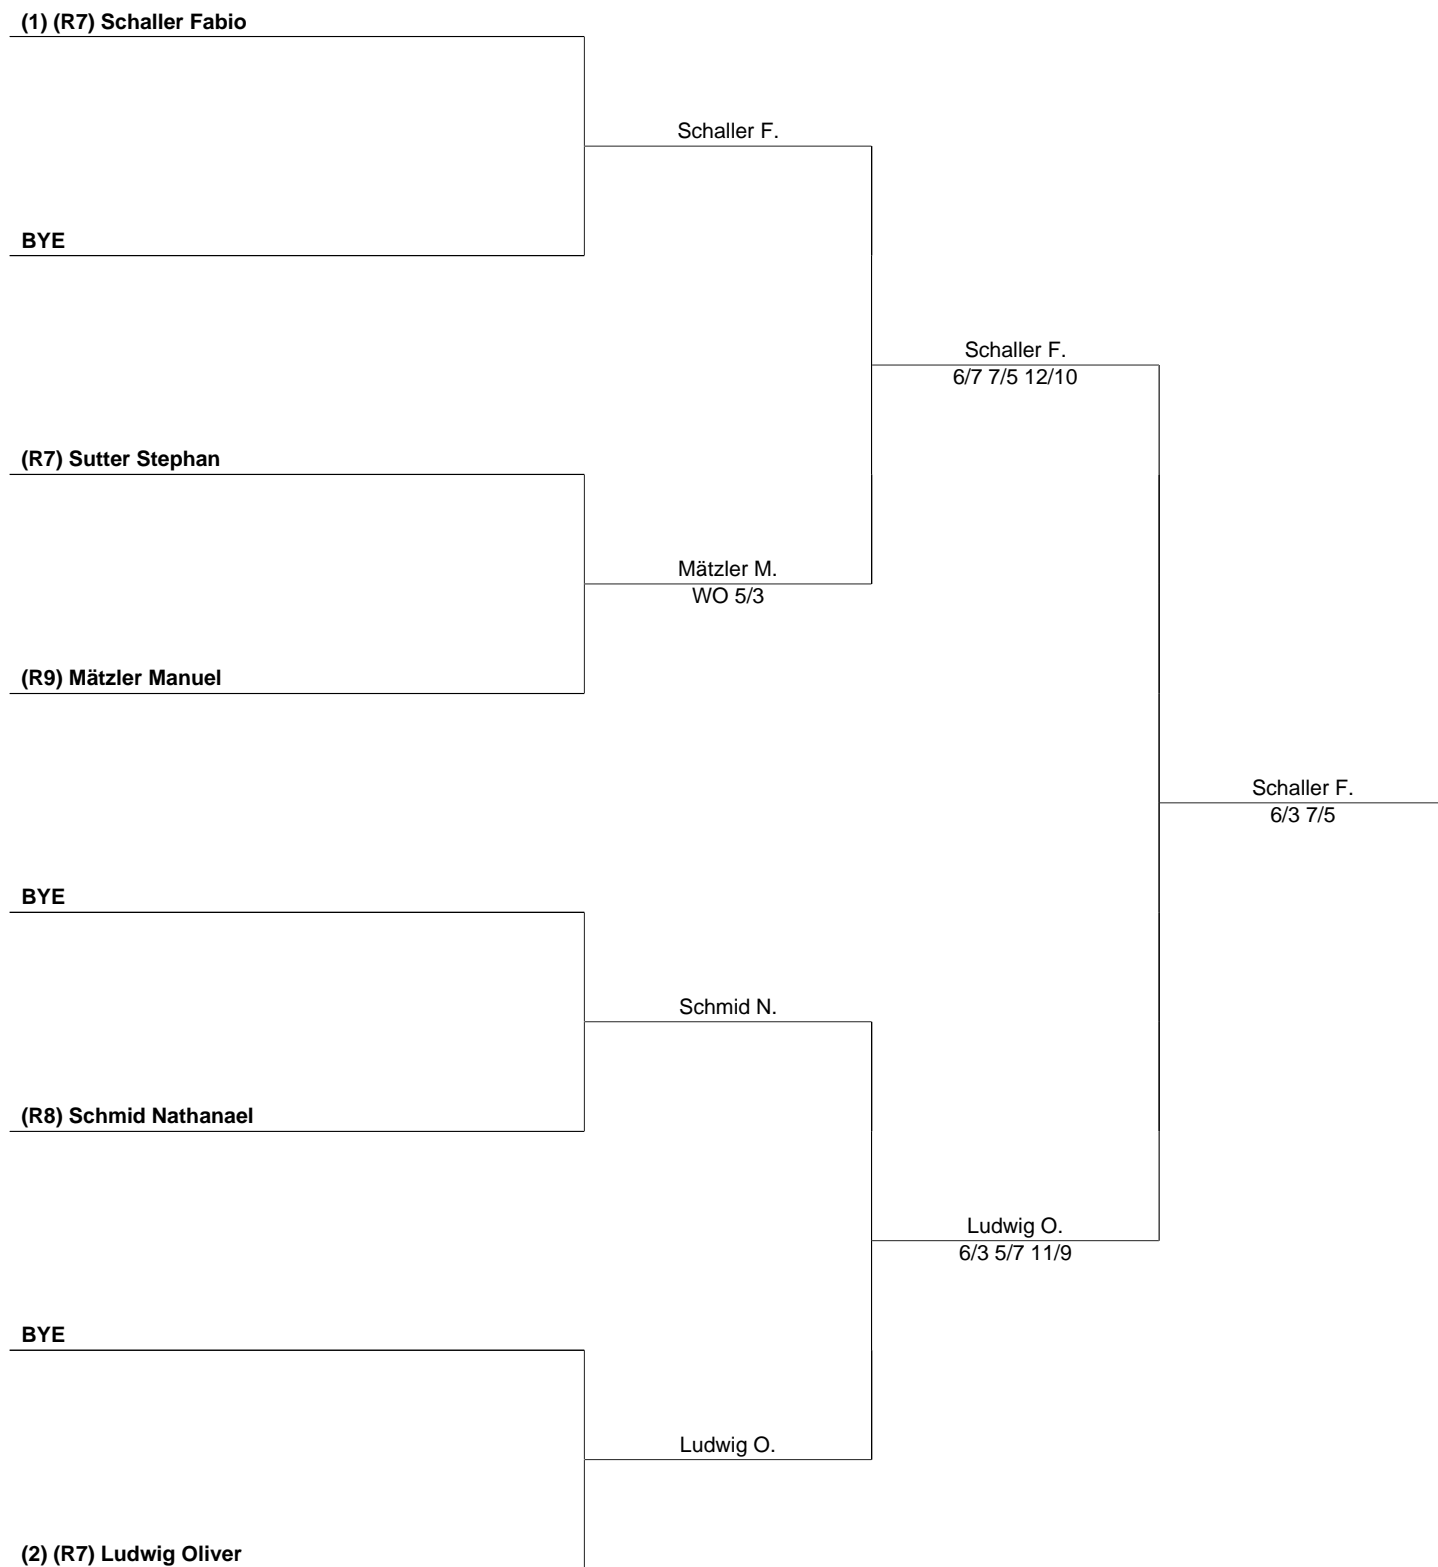 (1) (R7) Schaller Fabio
Schaller F.
BYE
Schaller F.
6/7 7/5 12/10
(R7) Sutter Stephan
Mätzler M.
WO 5/3
(R9) Mätzler Manuel
Schaller F.
6/3 7/5
BYE
Schmid N.
(R8) Schmid Nathanael
Ludwig O.
6/3 5/7 11/9
BYE
Ludwig O.
(2) (R7) Ludwig Oliver